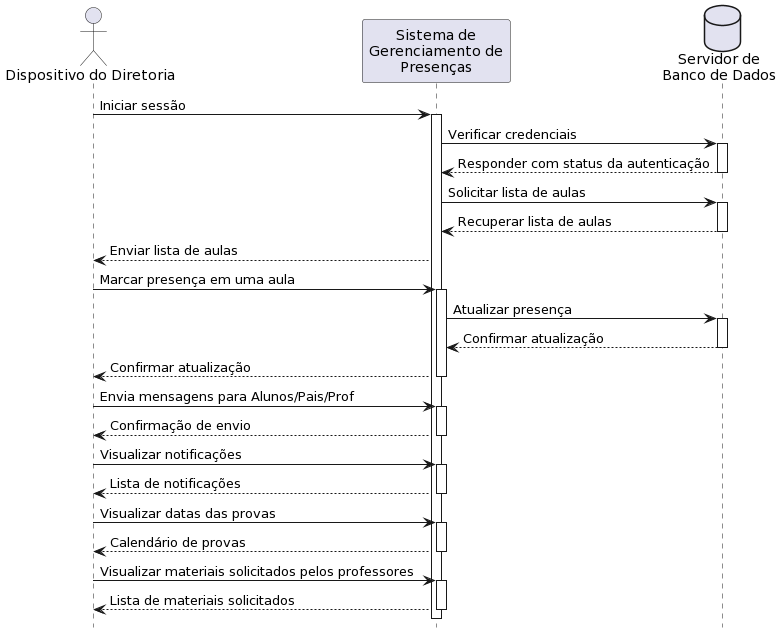 Dispositivo do Diretoria
Sistema de
Gerenciamento de
Presenças
Servidor de
Banco de Dados
Iniciar sessão
Verificar credenciais
Responder com status da autenticação
Solicitar lista de aulas
Recuperar lista de aulas
Enviar lista de aulas
Marcar presença em uma aula
Atualizar presença
Confirmar atualização
Confirmar atualização
Envia mensagens para Alunos/Pais/Prof
Confirmação de envio
Visualizar notificações
Lista de notificações
Visualizar datas das provas
Calendário de provas
Visualizar materiais solicitados pelos professores
Lista de materiais solicitados